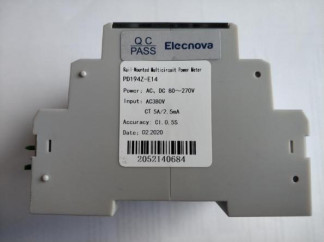 QC
PASS
Elecnova
Rail-Mounted Multicircuit Power Meter
PD194Z-E14
Power: AC, DC 80~270V
Input: AC380V
CT 5A/2.5mA
Accuracy: Cl.0.5S
Date: 02.2020
2052140684